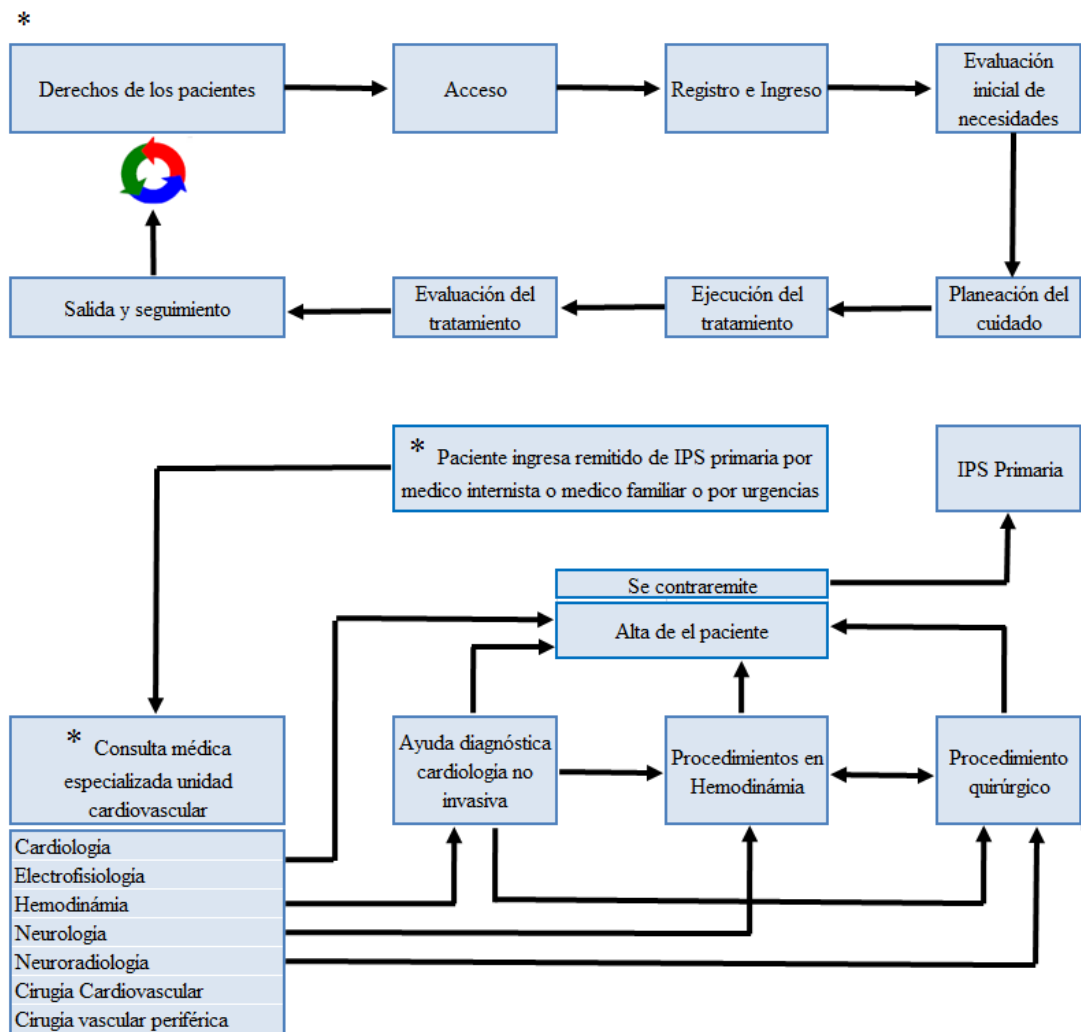 *
Derechos de los pacientes
Acceso
Registro e Ingreso
Evaluación
inicial de
necesidades
Salida y seguimiento
Evaluación del
tratamiento
Ejecución del
tratamiento
Planeación del
cuidado
* Paciente ingresa remitido de IPS primaria por
medico internista o medico familiar o por urgencias
IPS Primaria
Se contraremite
Alta de el paciente
* Consulta médica
especializada unidad
cardiovascular
Ayuda diagnóstica
cardiologia no
invasiva
Procedimientos en
Hemodinámia
Procedimiento
quirúrgico
Cardiologia
Electrofisiologia
Hemodinámia
Neurologia
Neuroradiologia
Cirugía Cardiovascular
Cirugia vascular periférica